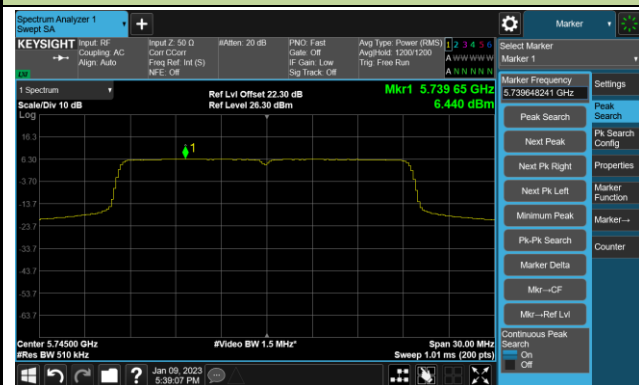 Spectrum Analyzer 1
Swept SA
Marker
KEYSIGHT
Input: RF
Coupling: AC
Align: Auto
Input Z: 50 Ω
Corr CCorr
Freq Ref: Int (S)
NFE: Off
#Atten: 20 dB
PNO: Fast
Gate: Off
IF Gain: Low
Sig Track: Off
Avg Type: Power (RMS)
Avg|Hold: 1200/1200
Trig: Free Run
1 2 3 4 5 6
A W W W W W
A N N N N N
Select Marker
Marker 1
1 Spectrum
Scale/Div 10 dB
Log
Ref Lvl Offset 22.30 dB
Ref Level 26.30 dBm
Mkr1 5.739 65 GHz
6.440 dBm
16.3
6.30
-3.70
-13.7
-23.7
-33.7
-43.7
-53.7
-63.7
1
Center 5.74500 GHz
#Res BW 510 kHz
#Video BW 1.5 MHz*
Span 30.00 MHz
Sweep 1.01 ms (200 pts)
Marker Frequency
5.739648241 GHz
Peak Search
Next Peak
Next Pk Right
Next Pk Left
Minimum Peak
Pk-Pk Search
Marker Delta
Mkr→CF
Mkr→Ref Lvl
Continuous Peak
Search
On
Off
Settings
Peak
Search
Pk Search
Config
Properties
Marker
Function
Marker→
Counter
?
Jan 09, 2023
5:39:07 PM